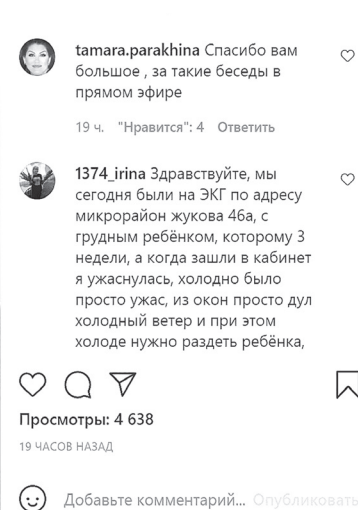 tamara.parakhina Спасибо вам
большое , за такие беседы в
прямом эфире
19 ч. "Нравится": 4 Ответить
1374_irina Здравствуйте, мы
сегодня были на ЭКГ по адресу
микрорайон жукова 46а, с
грудным ребёнком, которому 3
недели, а когда зашли в кабинет
я ужаснулась, холодно было
просто ужас, из окон просто дул
холодный ветер и при этом
холоде нужно раздеть ребёнка,
Просмотры: 4 638
19 ЧАСОВ НАЗАД
Добавьте комментарий... Опубликовать